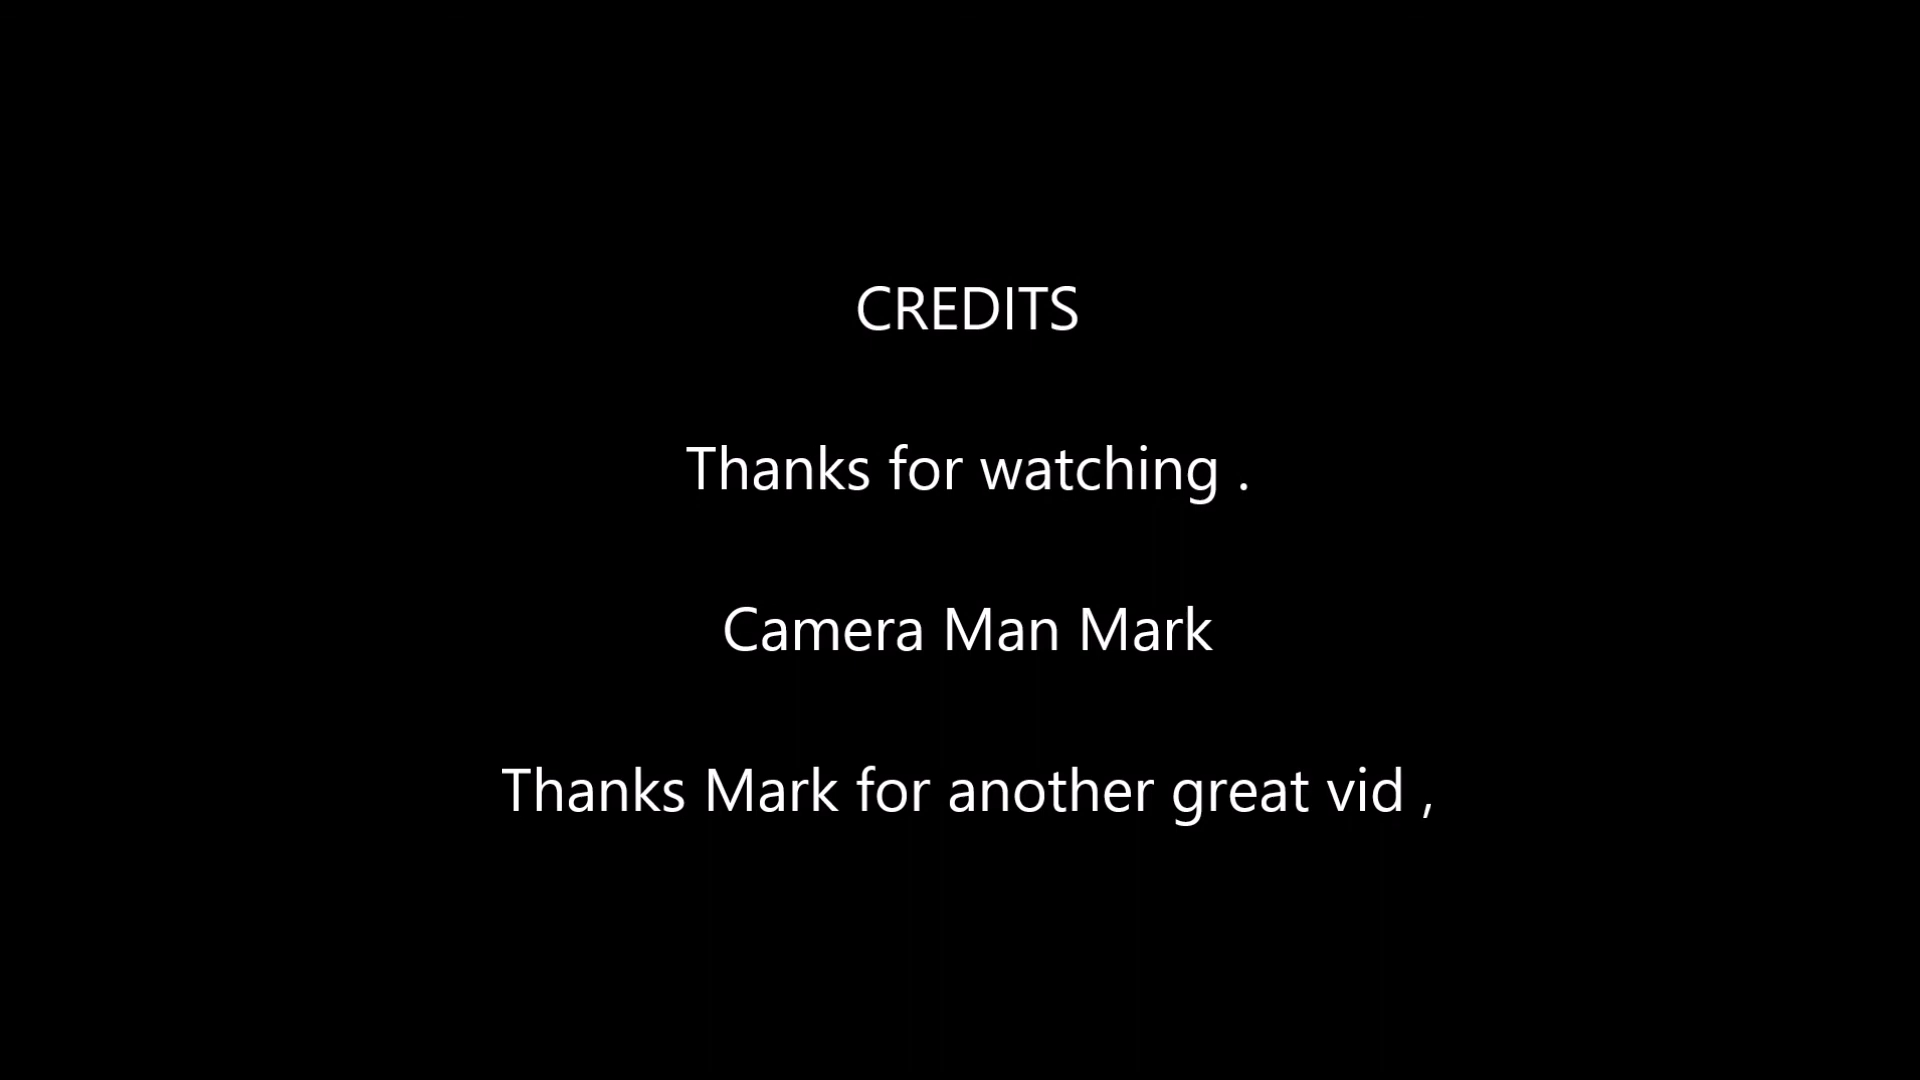 CREDITS
Thanks for watching .
Camera Man Mark
Thanks Mark for another great vid ,